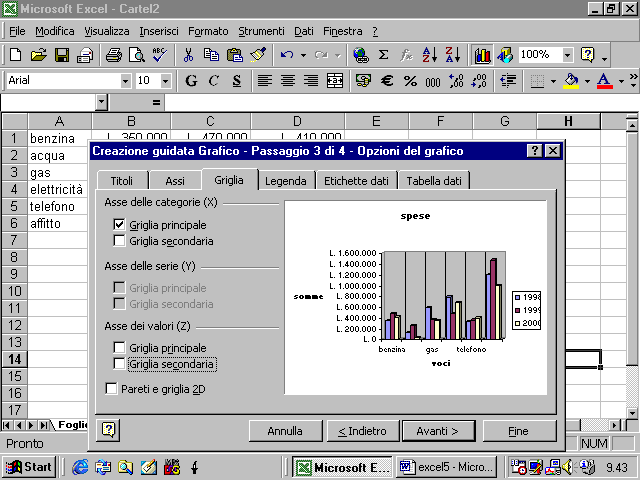 Microsoft Excel - Cartel2
File Modifica Visualizza Inserisci Formato Strumenti Dati Finestra ?
100%
Arial 10 G C S € % 000
=
A B C D E F G H
1 benzina L. 360.000 L. 470.000 L. 410.000
2 acqua
3 gas
4 elettricità
5 telefono
6 affitto
7
8
9
10
11
12
13
14
15
16
17
Creazione guidata Grafico - Passaggio 3 di 4 - Opzioni del grafico
Titoli Assi Griglia Legenda Etichette dati Tabella dati
Asse delle categorie (X)
Griglia principale
Griglia secondaria
Asse delle serie (Y)
Griglia principale
Griglia secondaria
Asse dei valori (Z)
Griglia principale
Griglia secondaria
Pareti e griglia 2D
spese
somme
L. 1.600.000
L. 1.400.000
L. 1.200.000
L. 1.000.000
L. 800.000
L. 600.000
L. 400.000
L. 200.000
L. 0
benzina gas telefono
voci
1998
1999
2000
Annulla < Indietro Avanti > Fine
Foglio
Pronto NUM
Start Microsoft E... excel5 - Micro... 9.43